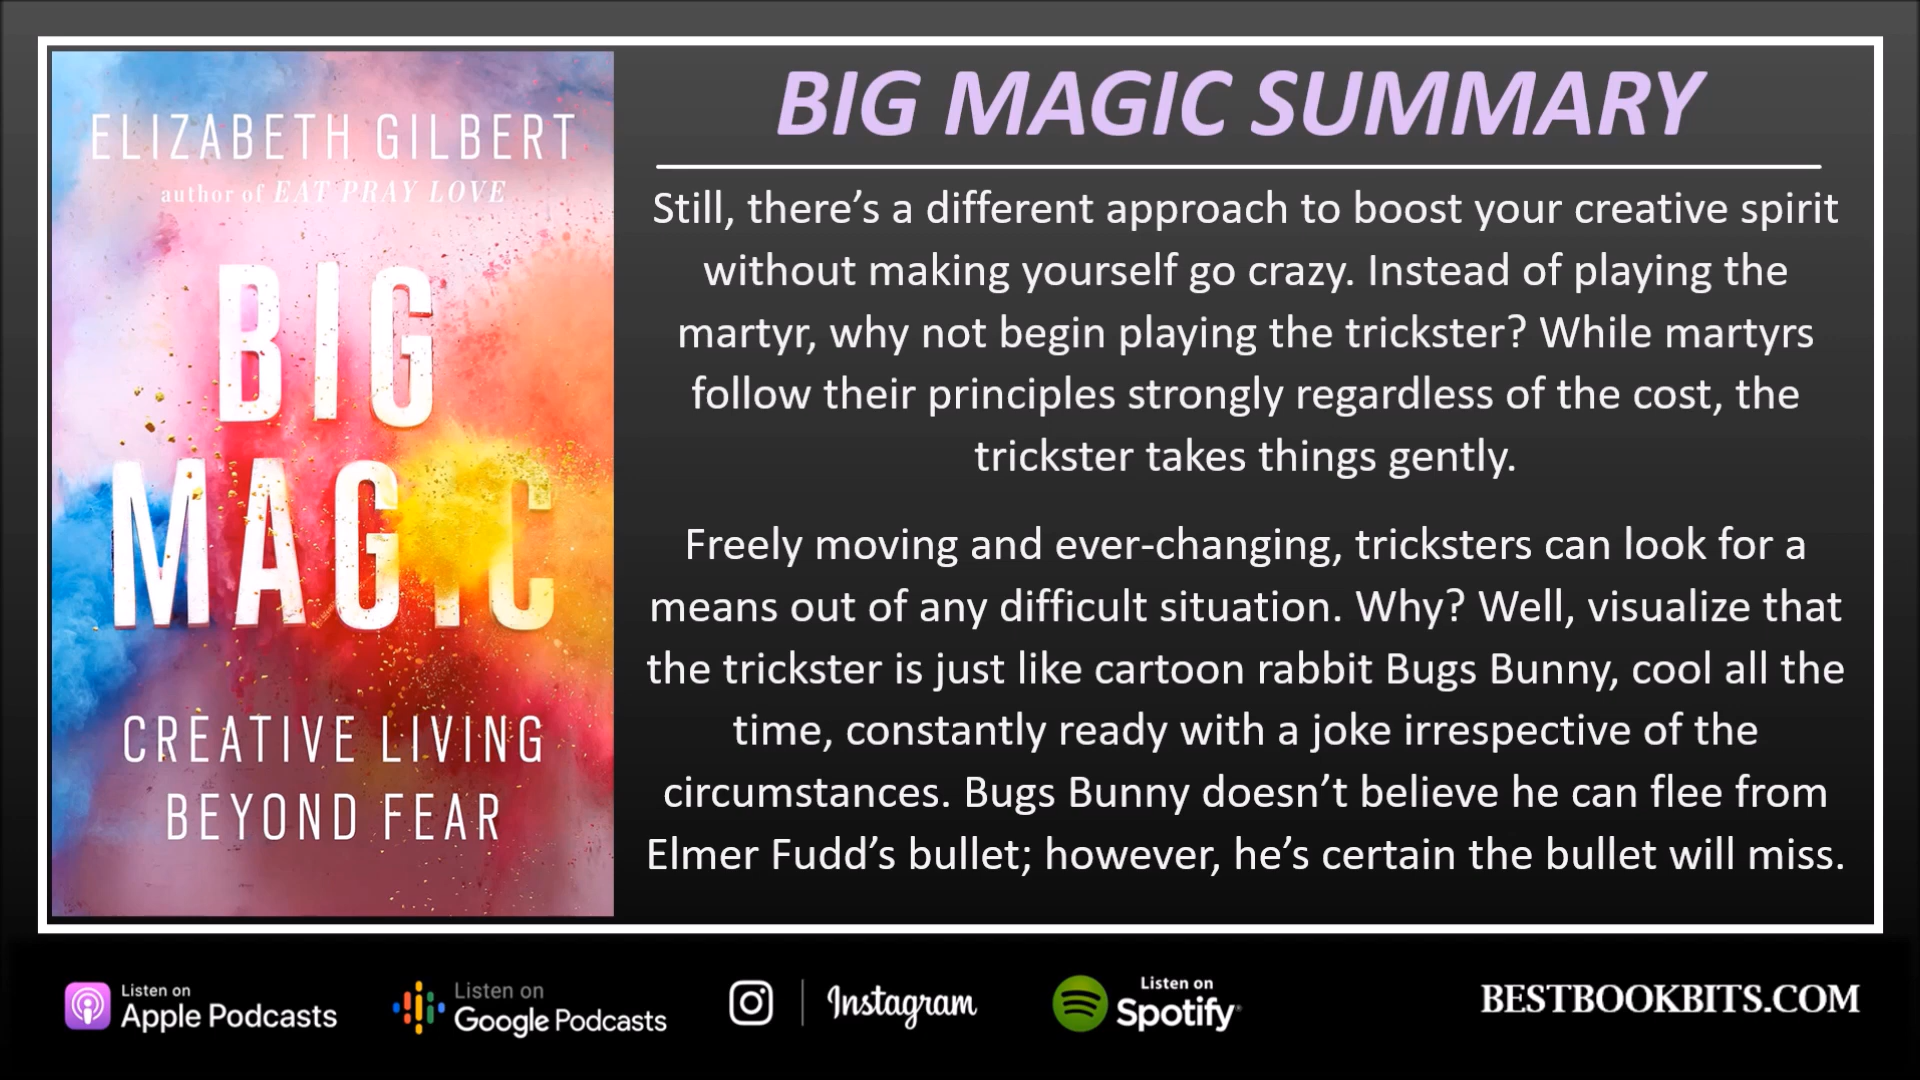 ELIZABETH GILBERT
author of EAT PRAY LOVE
BIG
MAGIC
CREATIVE LIVING
BEYOND FEAR
BIG MAGIC SUMMARY
Still, there’s a different approach to boost your creative spirit
without making yourself go crazy. Instead of playing the
martyr, why not begin playing the trickster? While martyrs
follow their principles strongly regardless of the cost, the
trickster takes things gently.
Freely moving and ever-changing, tricksters can look for a
means out of any difficult situation. Why? Well, visualize that
the trickster is just like cartoon rabbit Bugs Bunny, cool all the
time, constantly ready with a joke irrespective of the
circumstances. Bugs Bunny doesn’t believe he can flee from
Elmer Fudd’s bullet; however, he’s certain the bullet will miss.
Listen on
Apple Podcasts
Listen on
Google Podcasts
Instagram
Listen on
Spotify
BESTBOOKBITS.COM